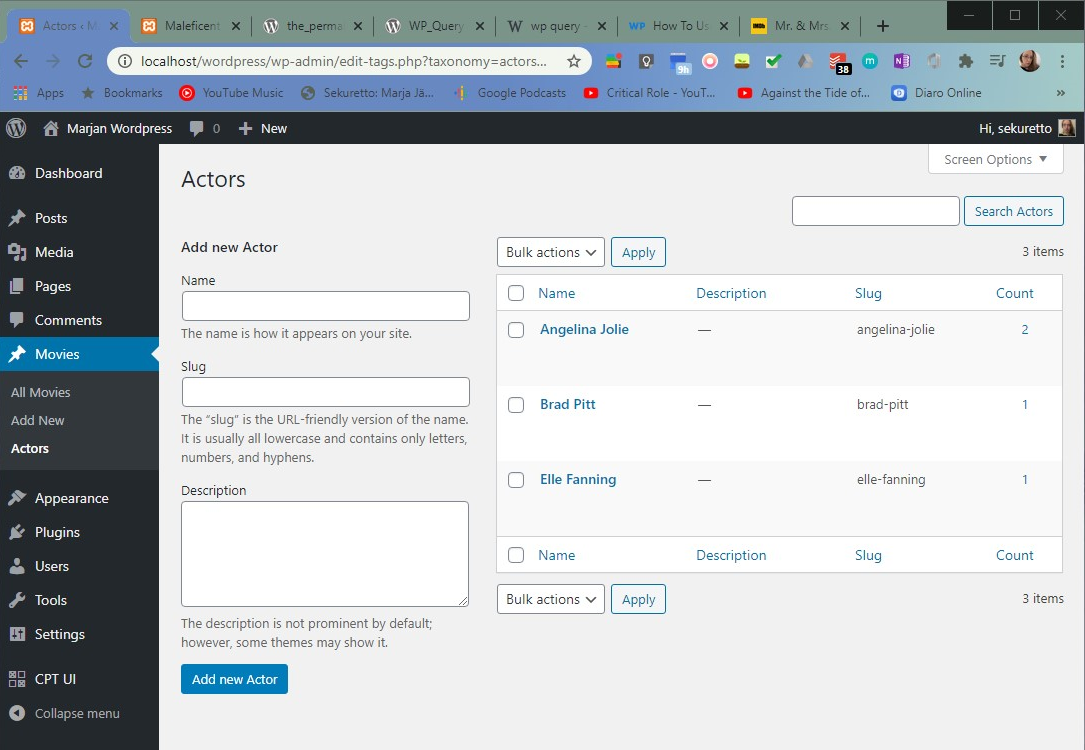 Actors ‹ M
Maleficent
the_perma
WP_Query
wp query
How To Us
Mr. & Mrs
localhost/wordpress/wp-admin/edit-tags.php?taxonomy=actors...
9h
38
Apps
Bookmarks
YouTube Music
Sekuretto: Marja Jä...
Google Podcasts
Critical Role - YouT...
Against the Tide of...
Diaro Online
»
Marjan Wordpress
0
New
Hi, sekuretto
Screen Options
Dashboard
Posts
Media
Pages
Comments
Movies
All Movies
Add New
Actors
Appearance
Plugins
Users
Tools
Settings
CPT UI
Collapse menu
Actors
Search Actors
Add new Actor
Name
The name is how it appears on your site.
Slug
The “slug” is the URL-friendly version of the name.
It is usually all lowercase and contains only letters,
numbers, and hyphens.
Description
The description is not prominent by default;
however, some themes may show it.
Add new Actor
Bulk actions Apply 3 items
Name Description Slug Count
Angelina Jolie — angelina-jolie 2
Brad Pitt — brad-pitt 1
Elle Fanning — elle-fanning 1
Name Description Slug Count
Bulk actions Apply 3 items